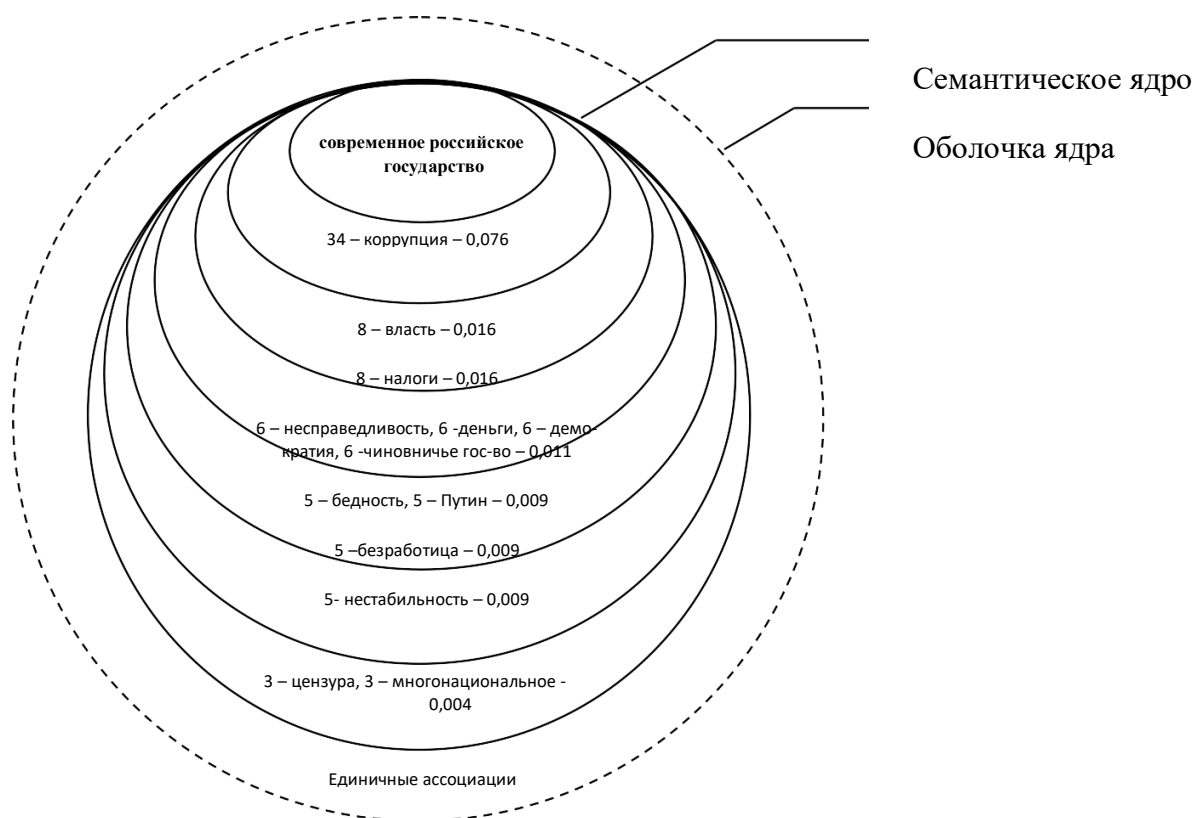 Семантическое ядро
Оболочка ядра
современное российское
государство
34 – коррупция – 0,076
8 – власть – 0,016
8 – налоги – 0,016
6 – несправедливость, 6 -деньги, 6 – демо-
кратия, 6 -чиновничье гос-во – 0,011
5 – бедность, 5 – Путин – 0,009
5 –безработица – 0,009
5- нестабильность – 0,009
3 – цензура, 3 – многонациональное -
0,004
Единичные ассоциации